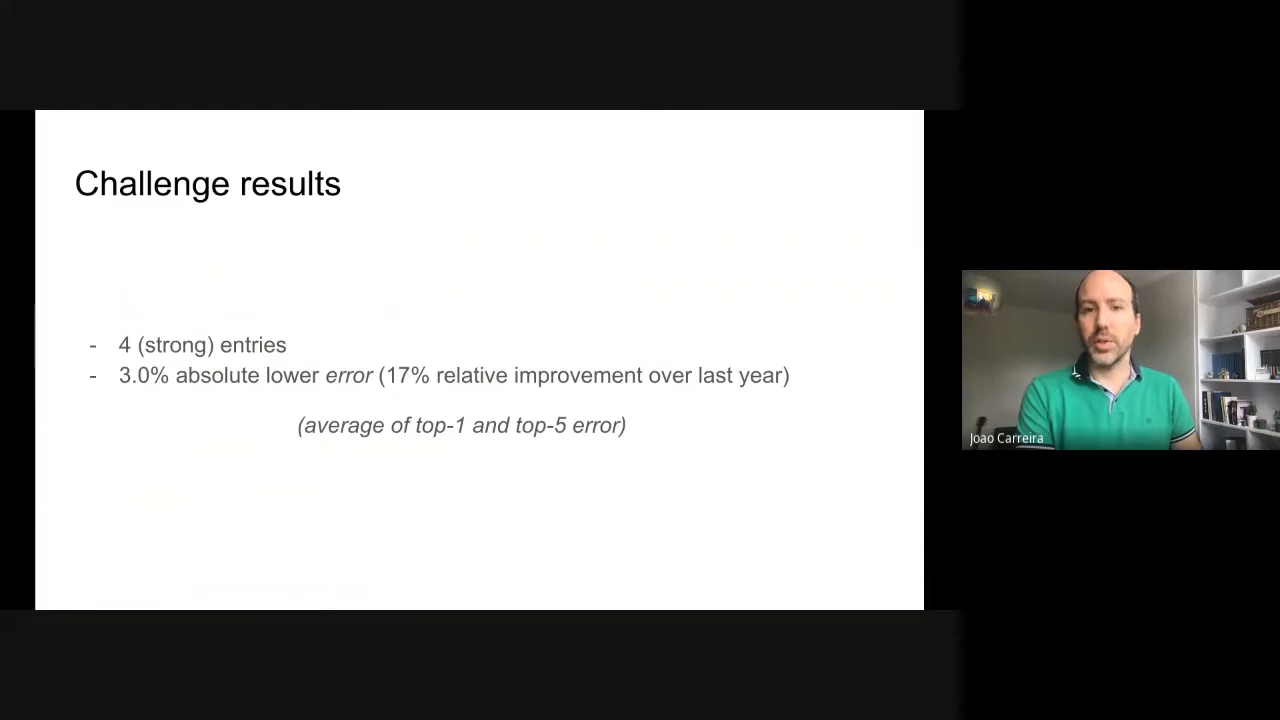 Challenge results
- 4 (strong) entries
- 3.0% absolute lower error (17% relative improvement over last year)
(average of top-1 and top-5 error)
Joao Carreira